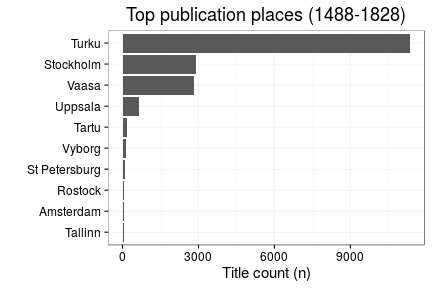 Top publication places (1488-1828)
Turku
Stockholm
Vaasa
Uppsala
Tartu
Vyborg
St Petersburg
Rostock
Amsterdam
Tallinn
0 3000 6000 9000
Title count (n)